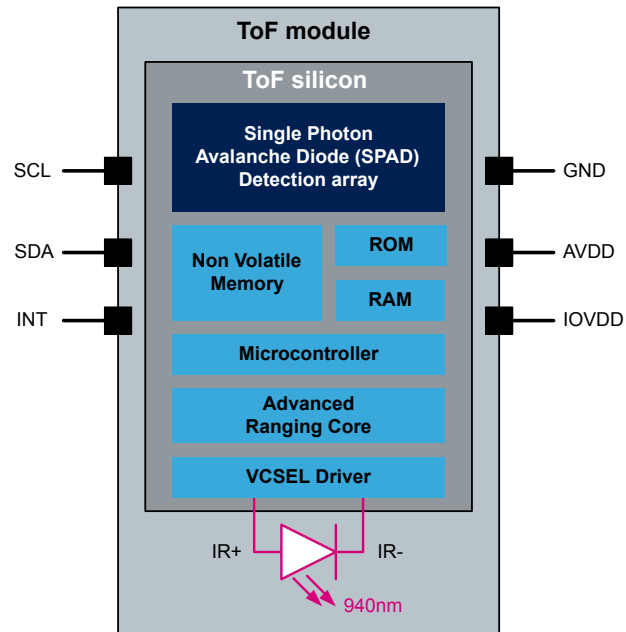 ToF module
ToF silicon
Single Photon
Avalanche Diode (SPAD)
Detection array
SCL
GND
SDA
AVDD
Non Volatile
Memory
ROM
RAM
INT
IOVDD
Microcontroller
Advanced
Ranging Core
VCSEL Driver
IR+
IR-
940nm